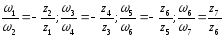 ω₁/ω₂ = - z₂/z₁; ω₃/ω₄ = - z₄/z₃; ω₅/ω₆ = - z₆/z₅; ω₆/ω₇ = z₇/z₆